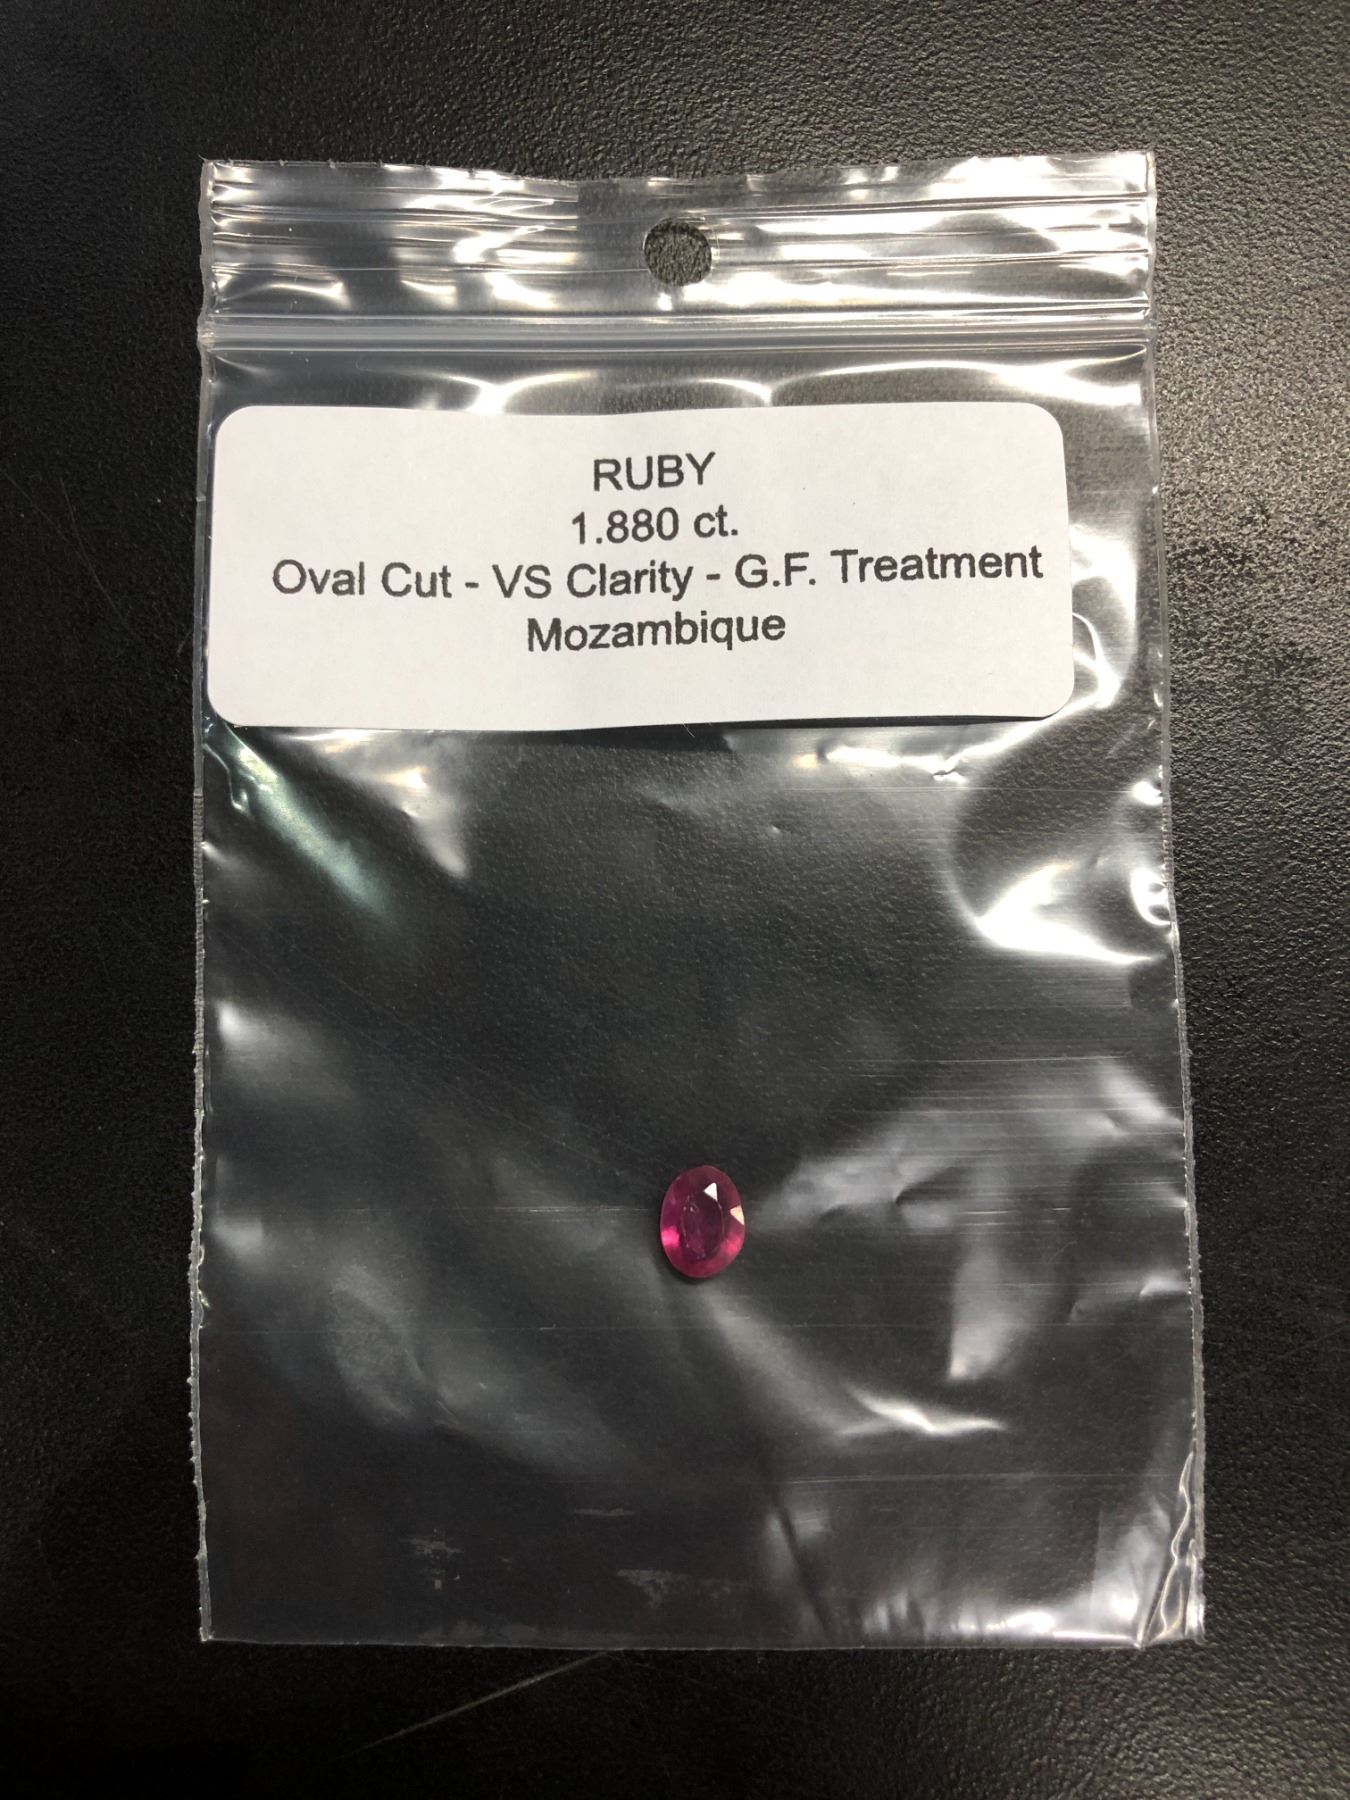 RUBY
1.880 ct.
Oval Cut - VS Clarity - G.F. Treatment
Mozambique